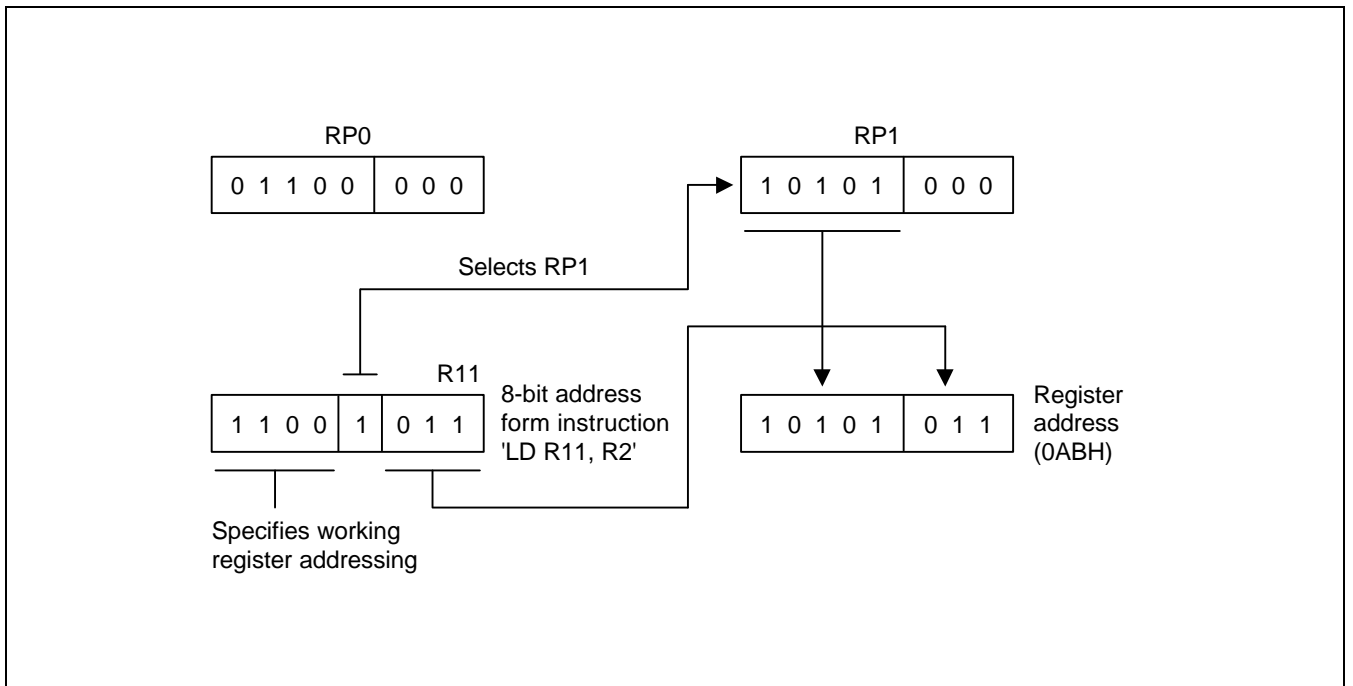 RP0
RP1
0 1 1 0 0 0 0 0
1 0 1 0 1 0 0 0
Selects RP1
R11
1 1 0 0 1 0 1 1
8-bit address
form instruction
'LD R11, R2'
1 0 1 0 1 0 1 1
Register
address
(0ABH)
Specifies working
register addressing